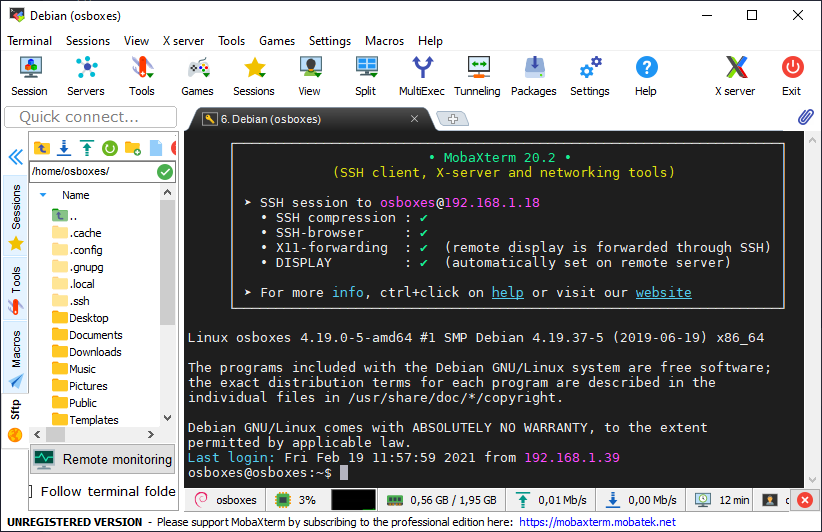 Debian (osboxes)
Terminal Sessions View X server Tools Games Settings Macros Help
Session Servers Tools Games Sessions View Split MultiExec Tunneling Packages Settings Help X server Exit
Quick connect...
6. Debian (osboxes)
/home/osboxes/
Name
..
.cache
.config
.gnupg
.local
.ssh
Desktop
Documents
Downloads
Music
Pictures
Public
Templates
Sessions
Tools
Macros
Sftp
Remote monitoring
Follow terminal folde
• MobaXterm 20.2 •
(SSH client, X-server and networking tools)
➤ SSH session to osboxes@192.168.1.18
• SSH compression : ✔
• SSH-browser : ✔
• X11-forwarding : ✔ (remote display is forwarded through SSH)
• DISPLAY : ✔ (automatically set on remote server)
➤ For more info, ctrl+click on help or visit our website
Linux osboxes 4.19.0-5-amd64 #1 SMP Debian 4.19.37-5 (2019-06-19) x86_64
The programs included with the Debian GNU/Linux system are free software;
the exact distribution terms for each program are described in the
individual files in /usr/share/doc/*/copyright.
Debian GNU/Linux comes with ABSOLUTELY NO WARRANTY, to the extent
permitted by applicable law.
Last login: Fri Feb 19 11:57:59 2021 from 192.168.1.39
osboxes@osboxes:~$
osboxes 3% 0,56 GB / 1,95 GB 0,01 Mb/s 0,00 Mb/s 12 min
UNREGISTERED VERSION - Please support MobaXterm by subscribing to the professional edition here: https://mobaxterm.mobatek.net